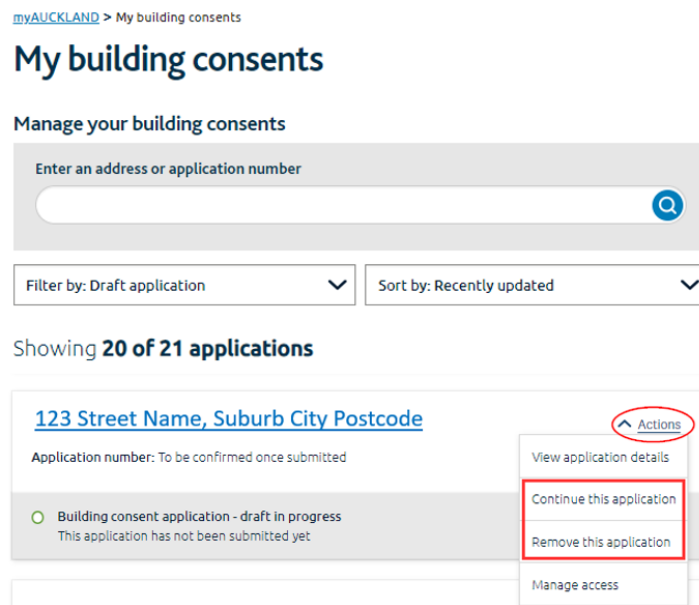 myAUCKLAND > My building consents
My building consents
Manage your building consents
Enter an address or application number
Filter by: Draft application
Sort by: Recently updated
Showing 20 of 21 applications
123 Street Name, Suburb City Postcode
Actions
Application number: To be confirmed once submitted
View application details
Continue this application
Building consent application - draft in progress
This application has not been submitted yet
Remove this application
Manage access